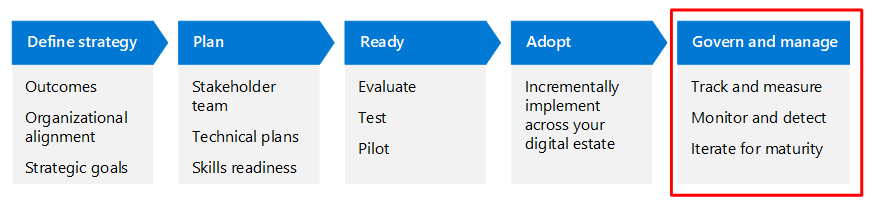 Define strategy
Outcomes
Organizational
alignment
Strategic goals
Plan
Stakeholder
team
Technical plans
Skills readiness
Ready
Evaluate
Test
Pilot
Adopt
Incrementally
implement
across your
digital estate
Govern and manage
Track and measure
Monitor and detect
Iterate for maturity